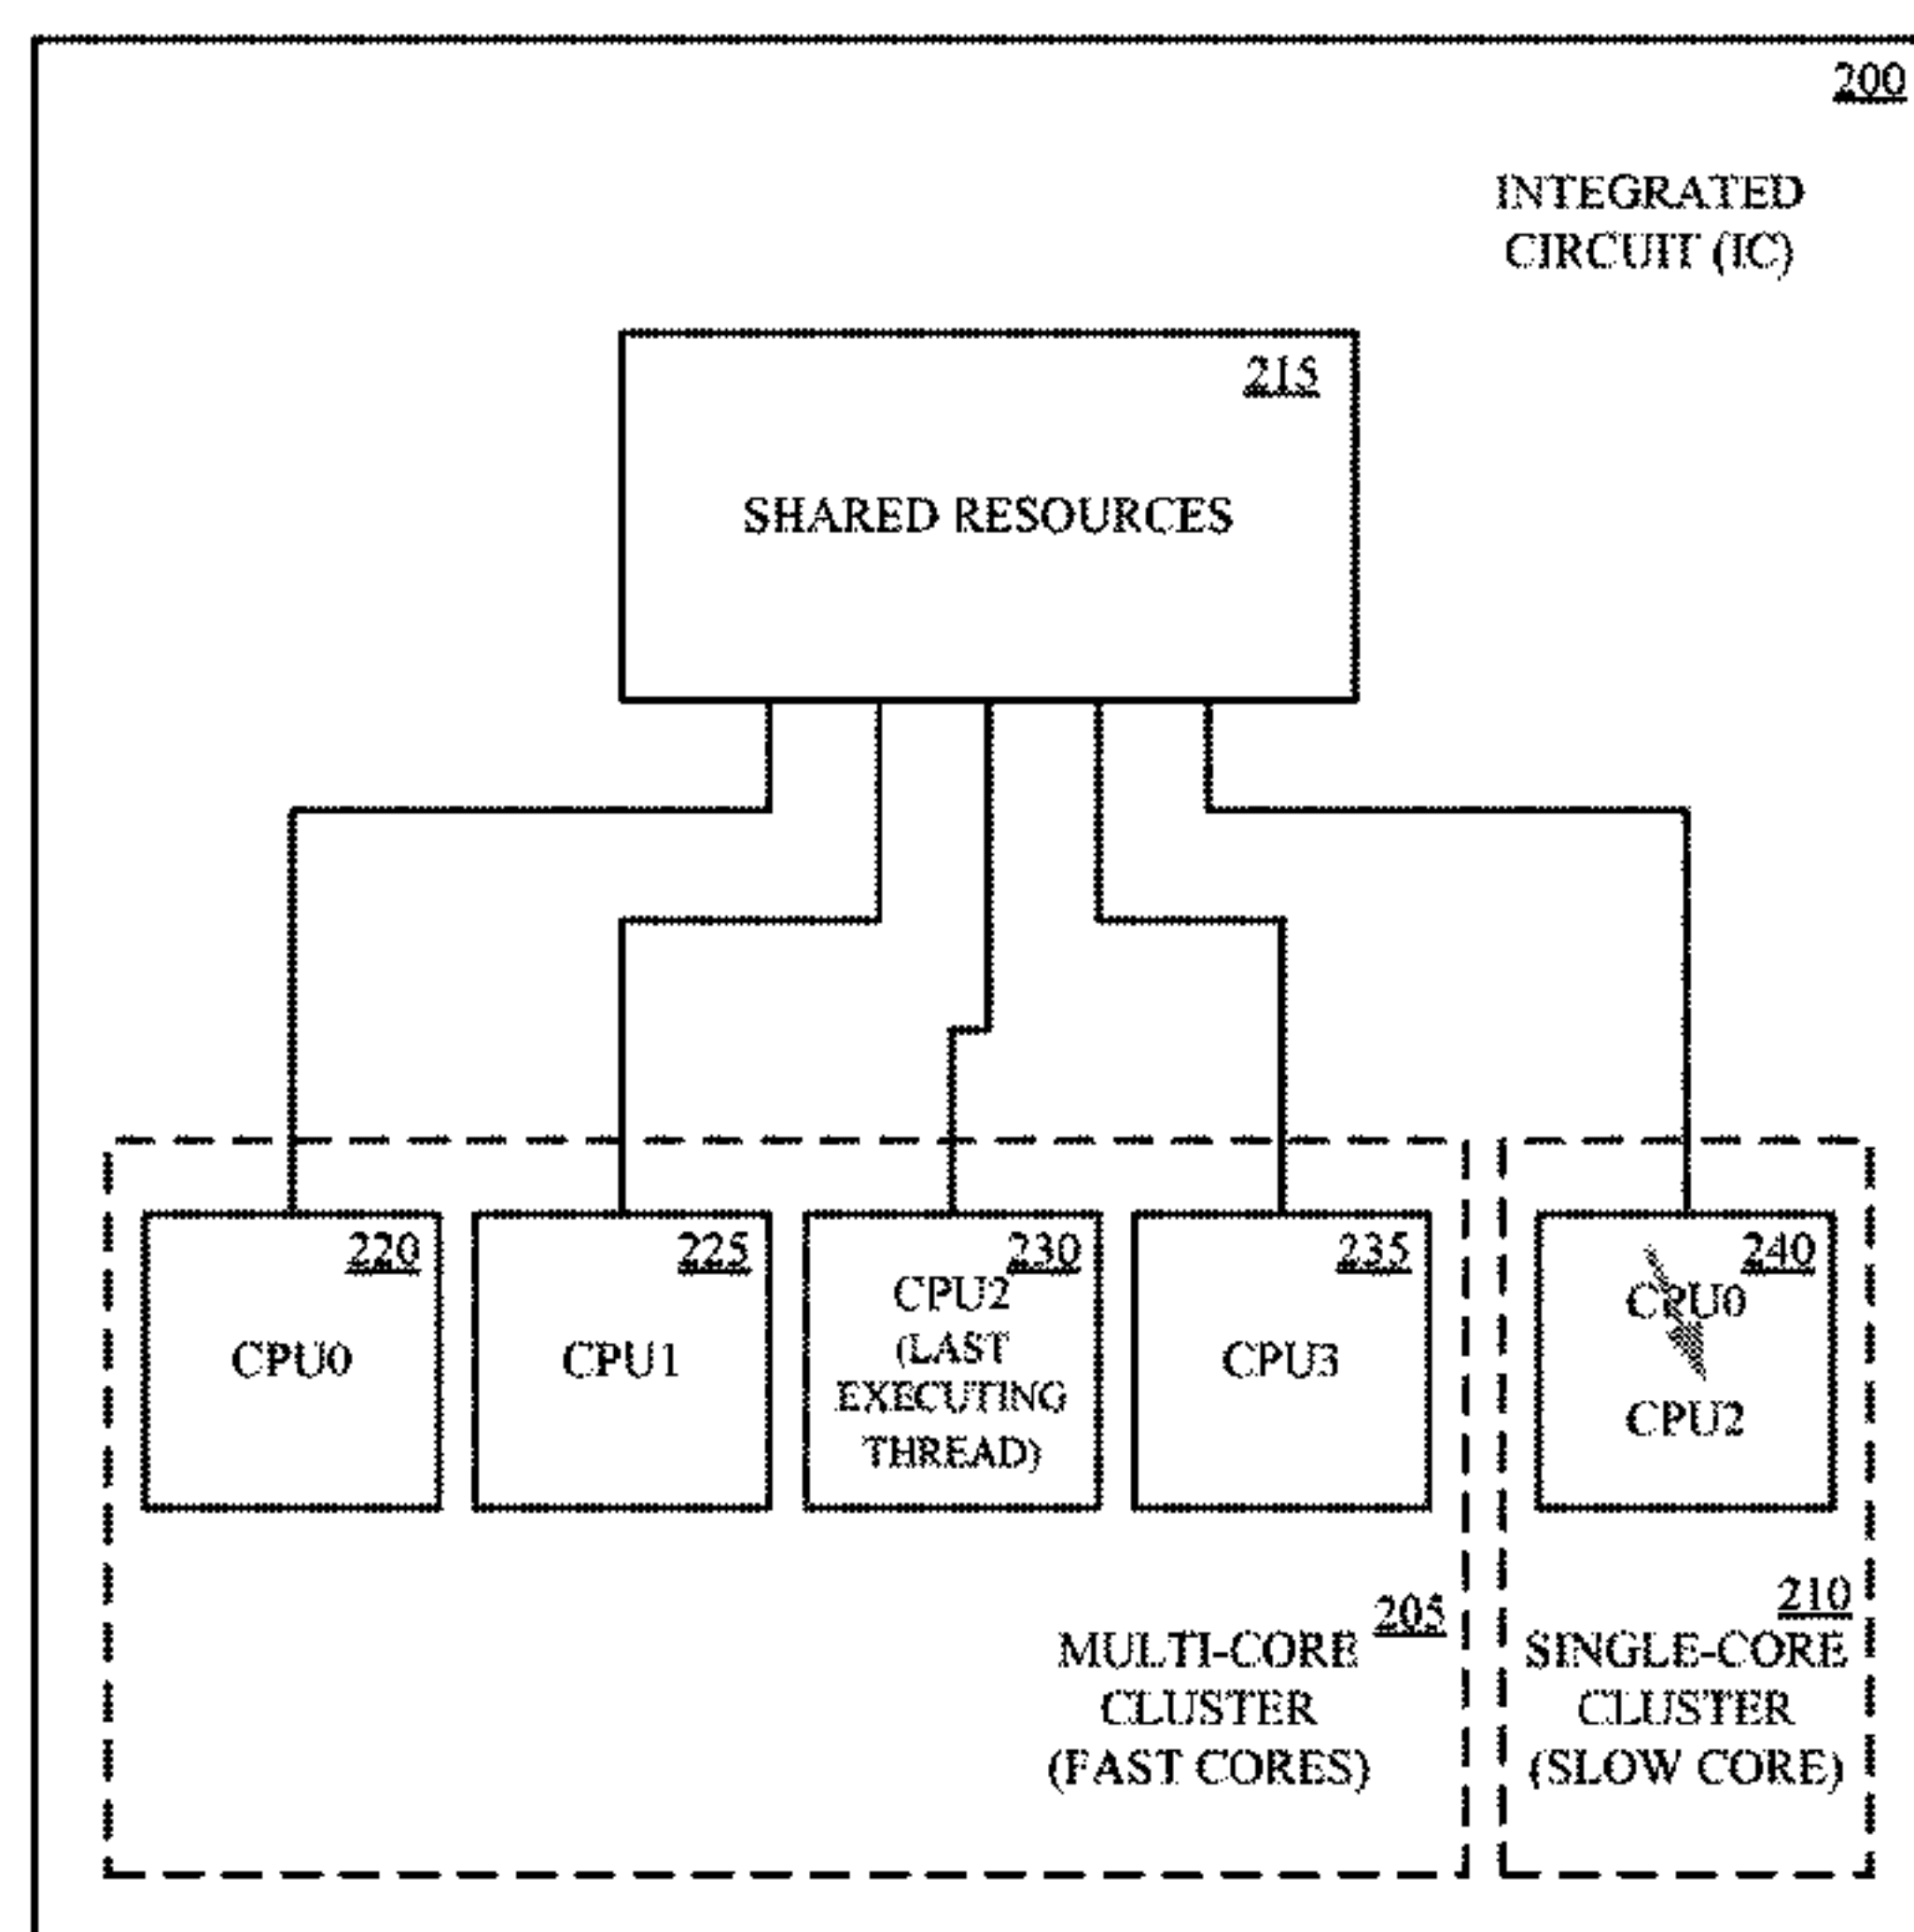 200
INTEGRATED
CIRCUIT (IC)
215
SHARED RESOURCES
220
CPU0
225
CPU1
230
CPU2
(LAST
EXECUTING
THREAD)
235
CPU3
240
CPU0
CPU2
205
MULTI-CORE
CLUSTER
(FAST CORES)
210
SINGLE-CORE
CLUSTER
(SLOW CORE)